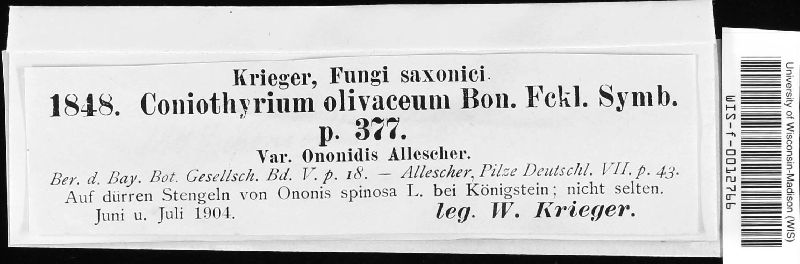 Krieger, Fungi saxonici.
1848. Coniothyrium olivaceum Bon. Fckl. Symb.
p. 377.
Var. Ononidis Allescher.
Ber. d. Bay. Bot. Gesellsch. Bd. V. p. 18. — Allescher, Pilze Deutschl. VII. p. 43.
Auf dürren Stengeln von Ononis spinosa L. bei Königstein; nicht selten.
Juni u. Juli 1904.
leg. W. Krieger.
University of Wisconsin-Madison (WIS)
WIS-f-0012766